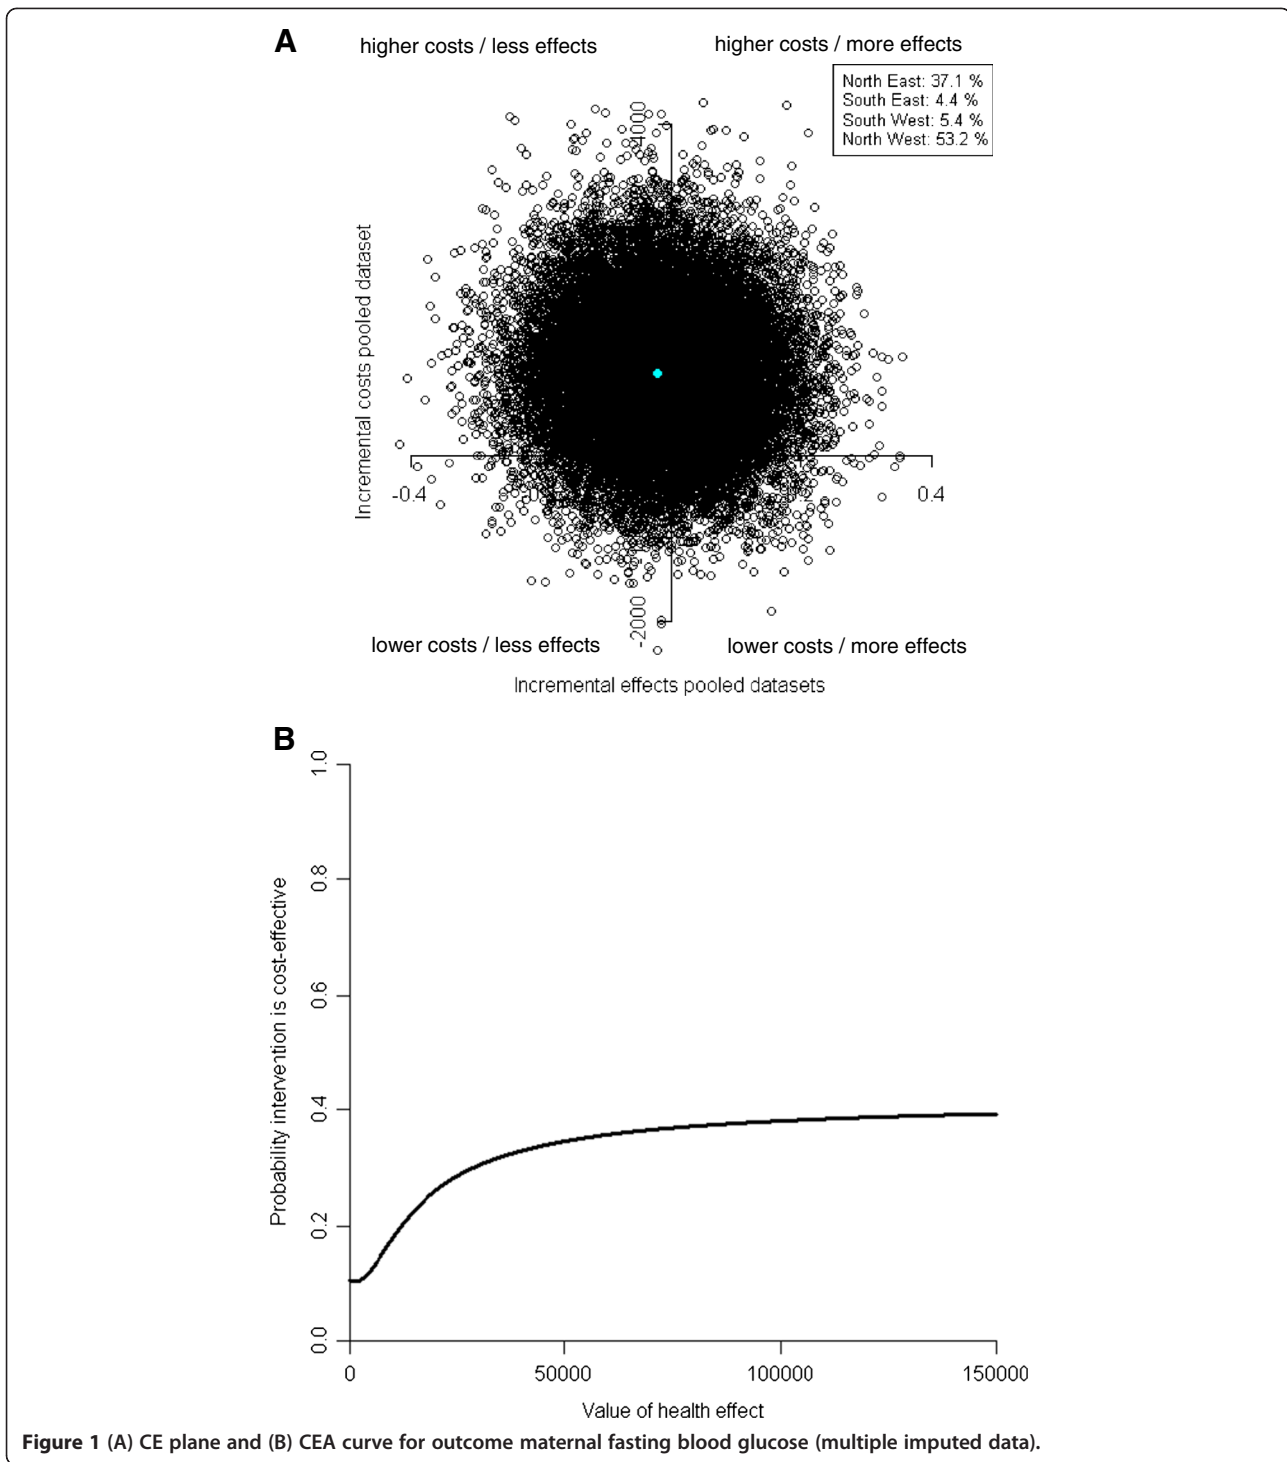 A
higher costs / less effects
higher costs / more effects
North East: 37.1 %
South East: 4.4 %
South West: 5.4 %
North West: 53.2 %
4000
Incremental costs pooled dataset
-0.4
0.4
-2000
lower costs / less effects
lower costs / more effects
Incremental effects pooled datasets
B
1.0
0.8
0.6
0.4
0.2
0.0
Probability intervention is cost-effective
0
50000
100000
150000
Value of health effect
Figure 1 (A) CE plane and (B) CEA curve for outcome maternal fasting blood glucose (multiple imputed data).